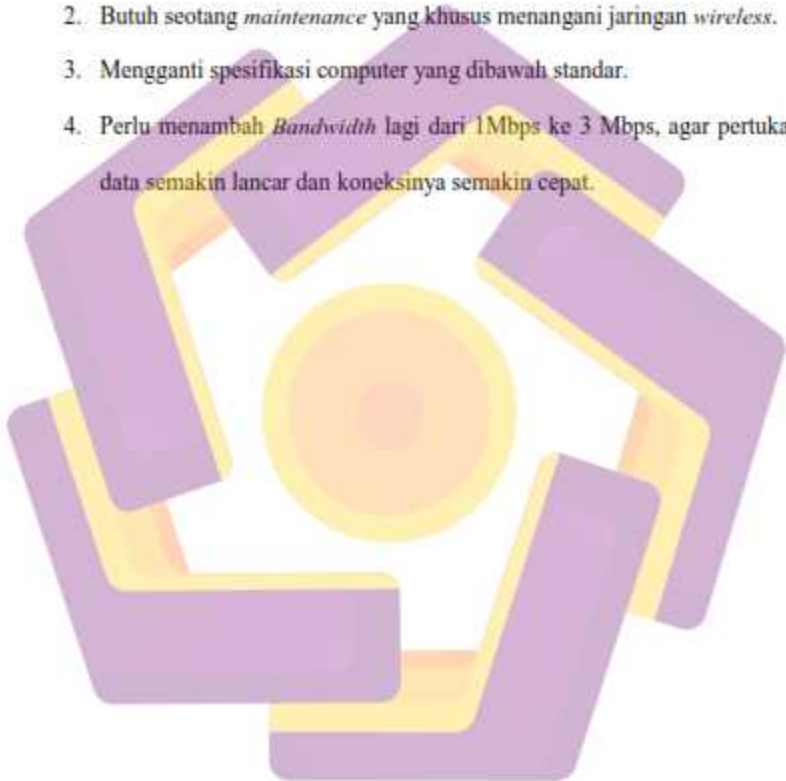 2. Butuh seotang maintenance yang khusus menangani jaringan wireless.
3. Mengganti spesifikasi computer yang dibawah standar.
4. Perlu menambah Bandwidth lagi dari 1Mbps ke 3 Mbps, agar pertuka
data semakin lancar dan koneksinya semakin cepat.